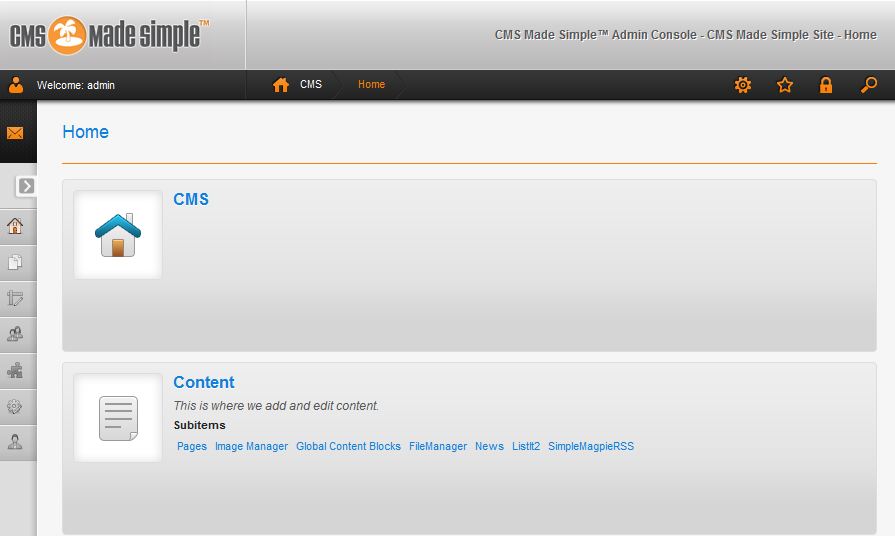 CMS Made Simple™
CMS Made Simple™ Admin Console - CMS Made Simple Site - Home
Welcome: admin
CMS
Home
Home
CMS
Content
This is where we add and edit content.
Subitems
Pages Image Manager Global Content Blocks FileManager News ListIt2 SimpleMagpieRSS